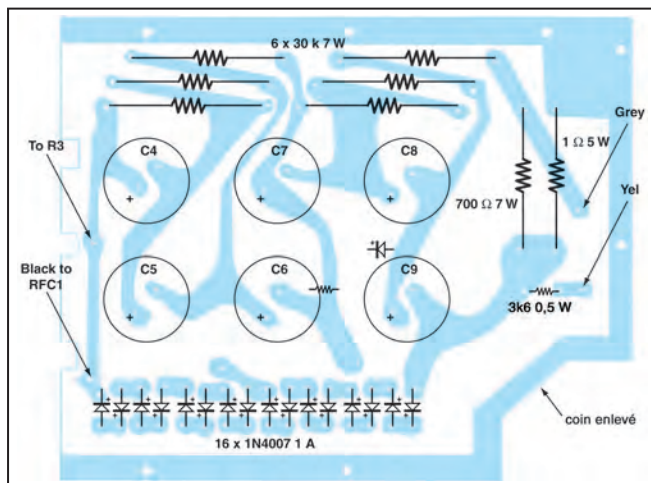 6 x 30 k 7 W
Grey
1 Ω 5 W
To R3
C4
C7
C8
+
+
+
700 Ω 7 W
Yel
Black to
RFC1
C5
C6
C9
+
+
+
3k6 0,5 W
coin enlevé
16 x 1N4007 1 A